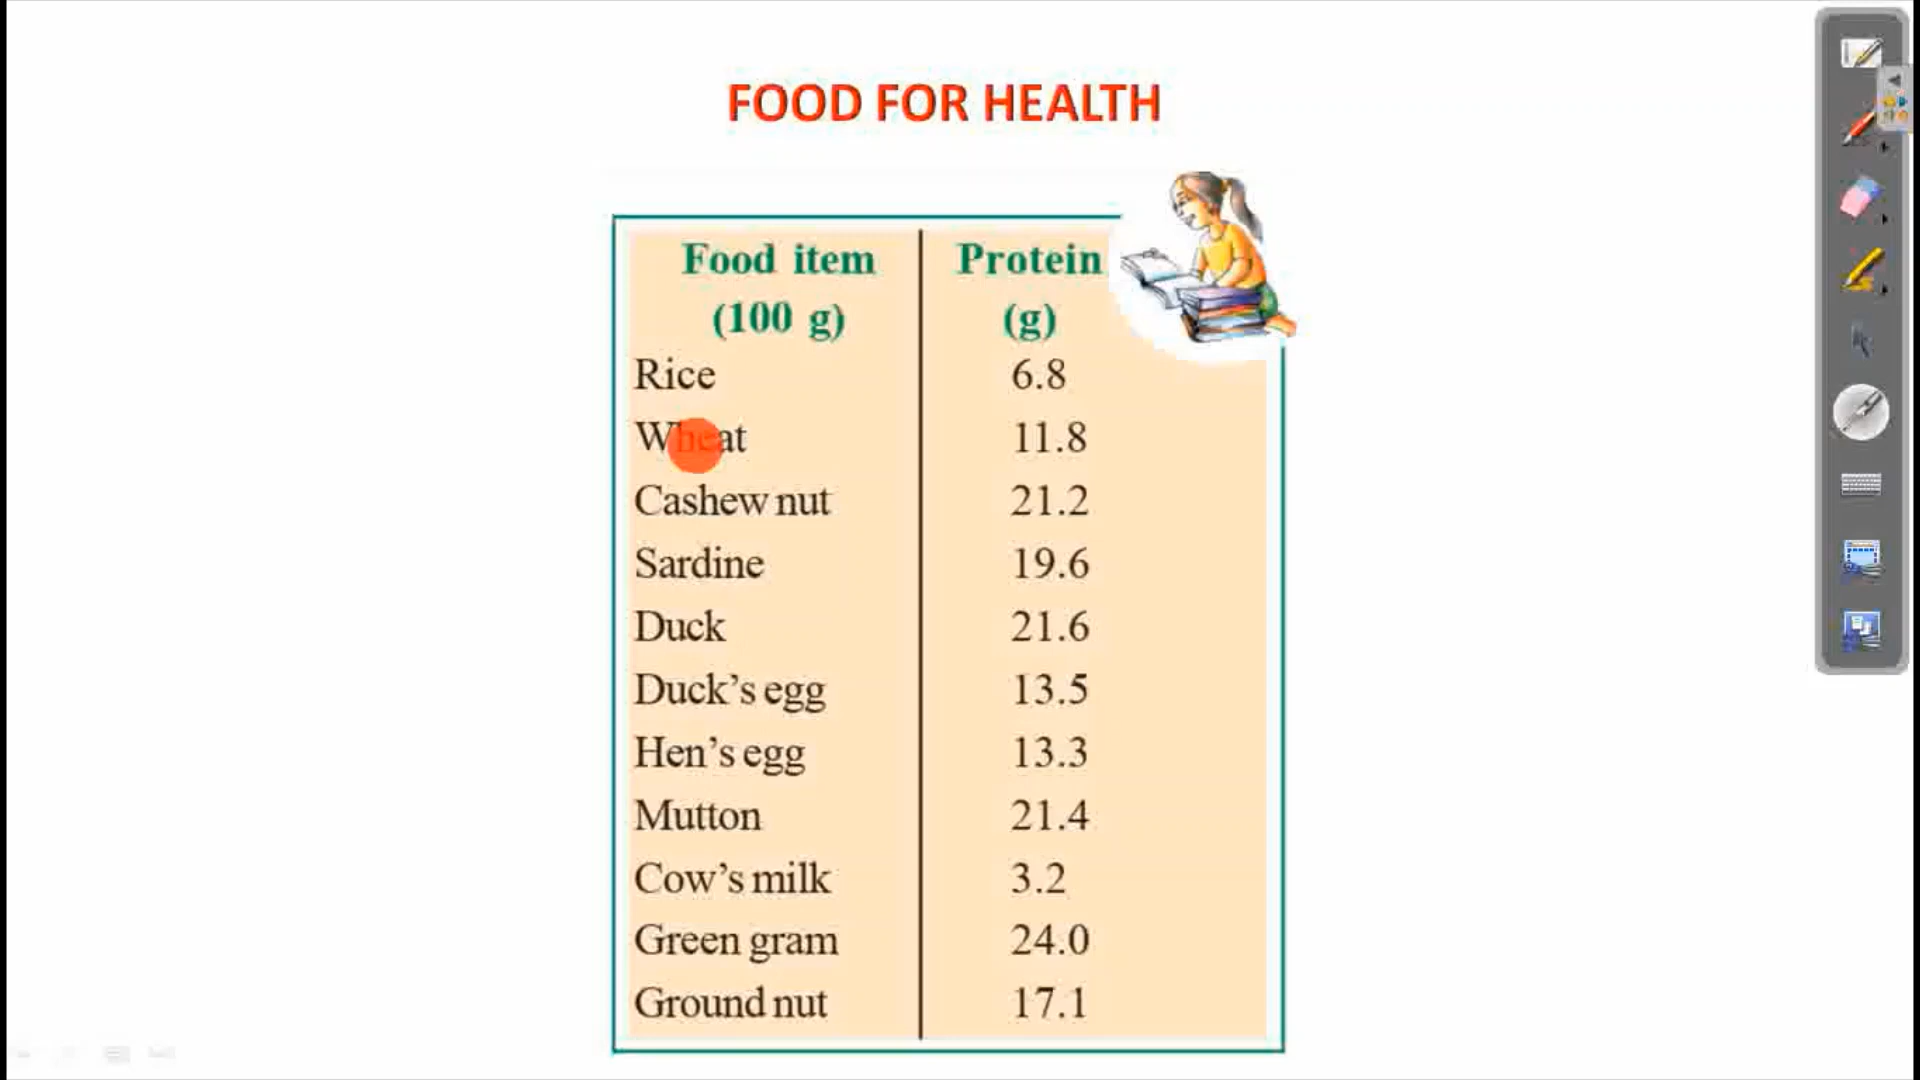 FOOD FOR HEALTH
Food item Protein
(100 g) (g)
Rice 6.8
Wheat 11.8
Cashew nut 21.2
Sardine 19.6
Duck 21.6
Duck’s egg 13.5
Hen’s egg 13.3
Mutton 21.4
Cow’s milk 3.2
Green gram 24.0
Ground nut 17.1